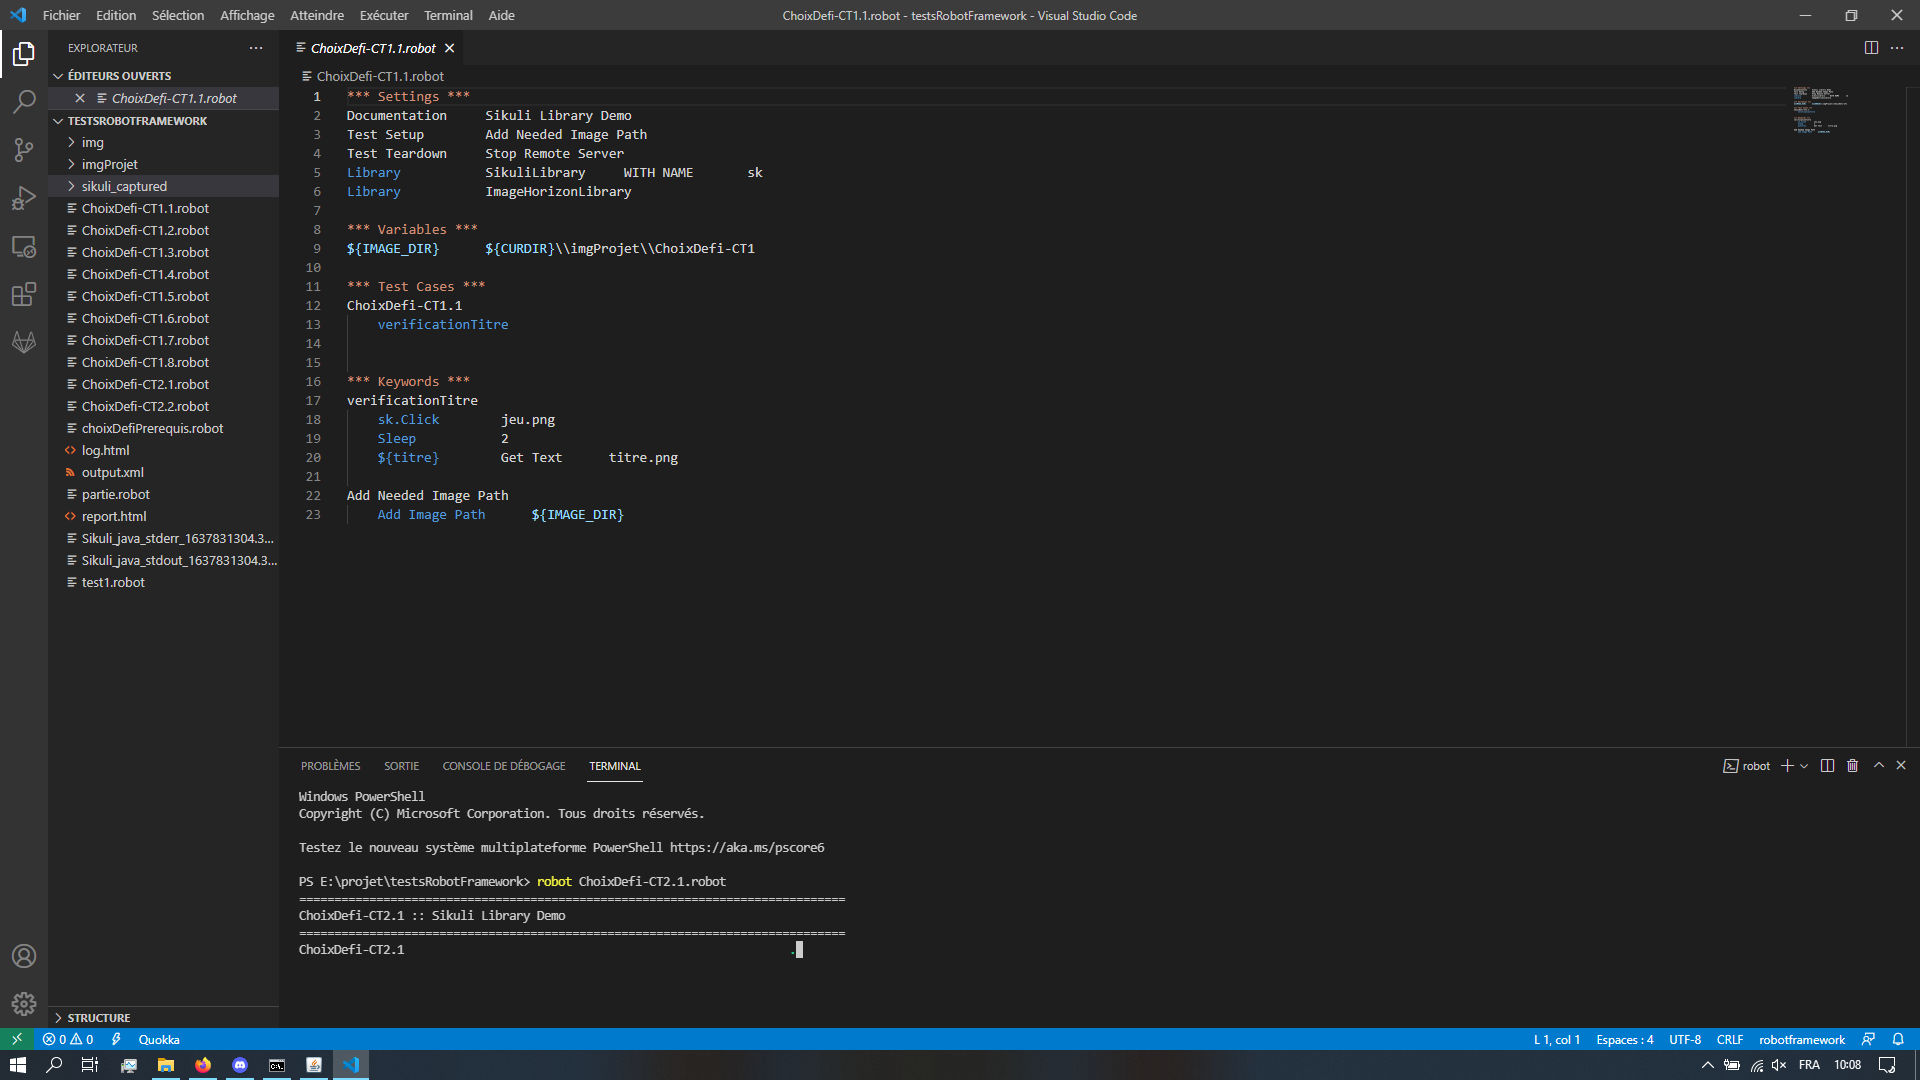 Fichier Edition Sélection Affichage Atteindre Exécuter Terminal Aide
ChoixDefi-CT1.1.robot - testsRobotFramework - Visual Studio Code
EXPLORATEUR
ÉDITEURS OUVERTS
ChoixDefi-CT1.1.robot
TESTSROBOTFRAMEWORK
img
imgProjet
sikuli_captured
ChoixDefi-CT1.1.robot
ChoixDefi-CT1.2.robot
ChoixDefi-CT1.3.robot
ChoixDefi-CT1.4.robot
ChoixDefi-CT1.5.robot
ChoixDefi-CT1.6.robot
ChoixDefi-CT1.7.robot
ChoixDefi-CT1.8.robot
ChoixDefi-CT2.1.robot
ChoixDefi-CT2.2.robot
choixDefiPrerequis.robot
log.html
output.xml
partie.robot
report.html
Sikuli_java_stderr_1637831304.3...
Sikuli_java_stdout_1637831304.3...
test1.robot
STRUCTURE
ChoixDefi-CT1.1.robot
ChoixDefi-CT1.1.robot
1 *** Settings ***
2 Documentation     Sikuli Library Demo
3 Test Setup        Add Needed Image Path
4 Test Teardown     Stop Remote Server
5 Library           SikuliLibrary     WITH NAME       sk
6 Library           ImageHorizonLibrary
7
8 *** Variables ***
9 ${IMAGE_DIR}      ${CURDIR}\\imgProjet\\ChoixDefi-CT1
10
11 *** Test Cases ***
12 ChoixDefi-CT1.1
13     verificationTitre
14
15
16 *** Keywords ***
17 verificationTitre
18     sk.Click        jeu.png
19     Sleep           2
20     ${titre}        Get Text      titre.png
21
22 Add Needed Image Path
23     Add Image Path      ${IMAGE_DIR}
PROBLÈMES SORTIE CONSOLE DE DÉBOGAGE TERMINAL
robot
Windows PowerShell
Copyright (C) Microsoft Corporation. Tous droits réservés.
Testez le nouveau système multiplateforme PowerShell https://aka.ms/pscore6
PS E:\projet\testsRobotFramework> robot ChoixDefi-CT2.1.robot
==============================================================================
ChoixDefi-CT2.1 :: Sikuli Library Demo
==============================================================================
ChoixDefi-CT2.1 .
0 0 Quokka L 1, col 1 Espaces : 4 UTF-8 CRLF robotframework
FRA 10:08